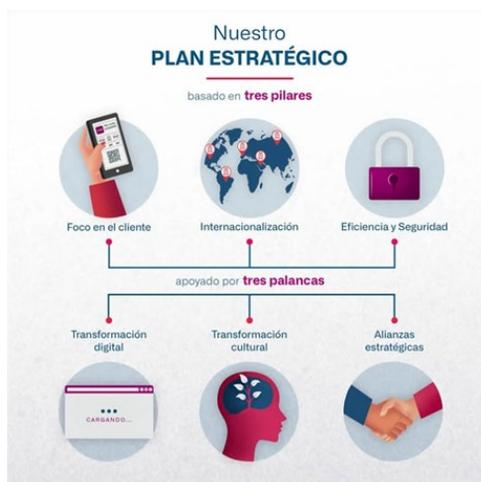 Nuestro
PLAN ESTRATÉGICO
basado en tres pilares
Foco en el cliente
Internacionalización
Eficiencia y Seguridad
apoyado por tres palancas
Transformación
digital
Transformación
cultural
Alianzas
estratégicas
CARGANDO...